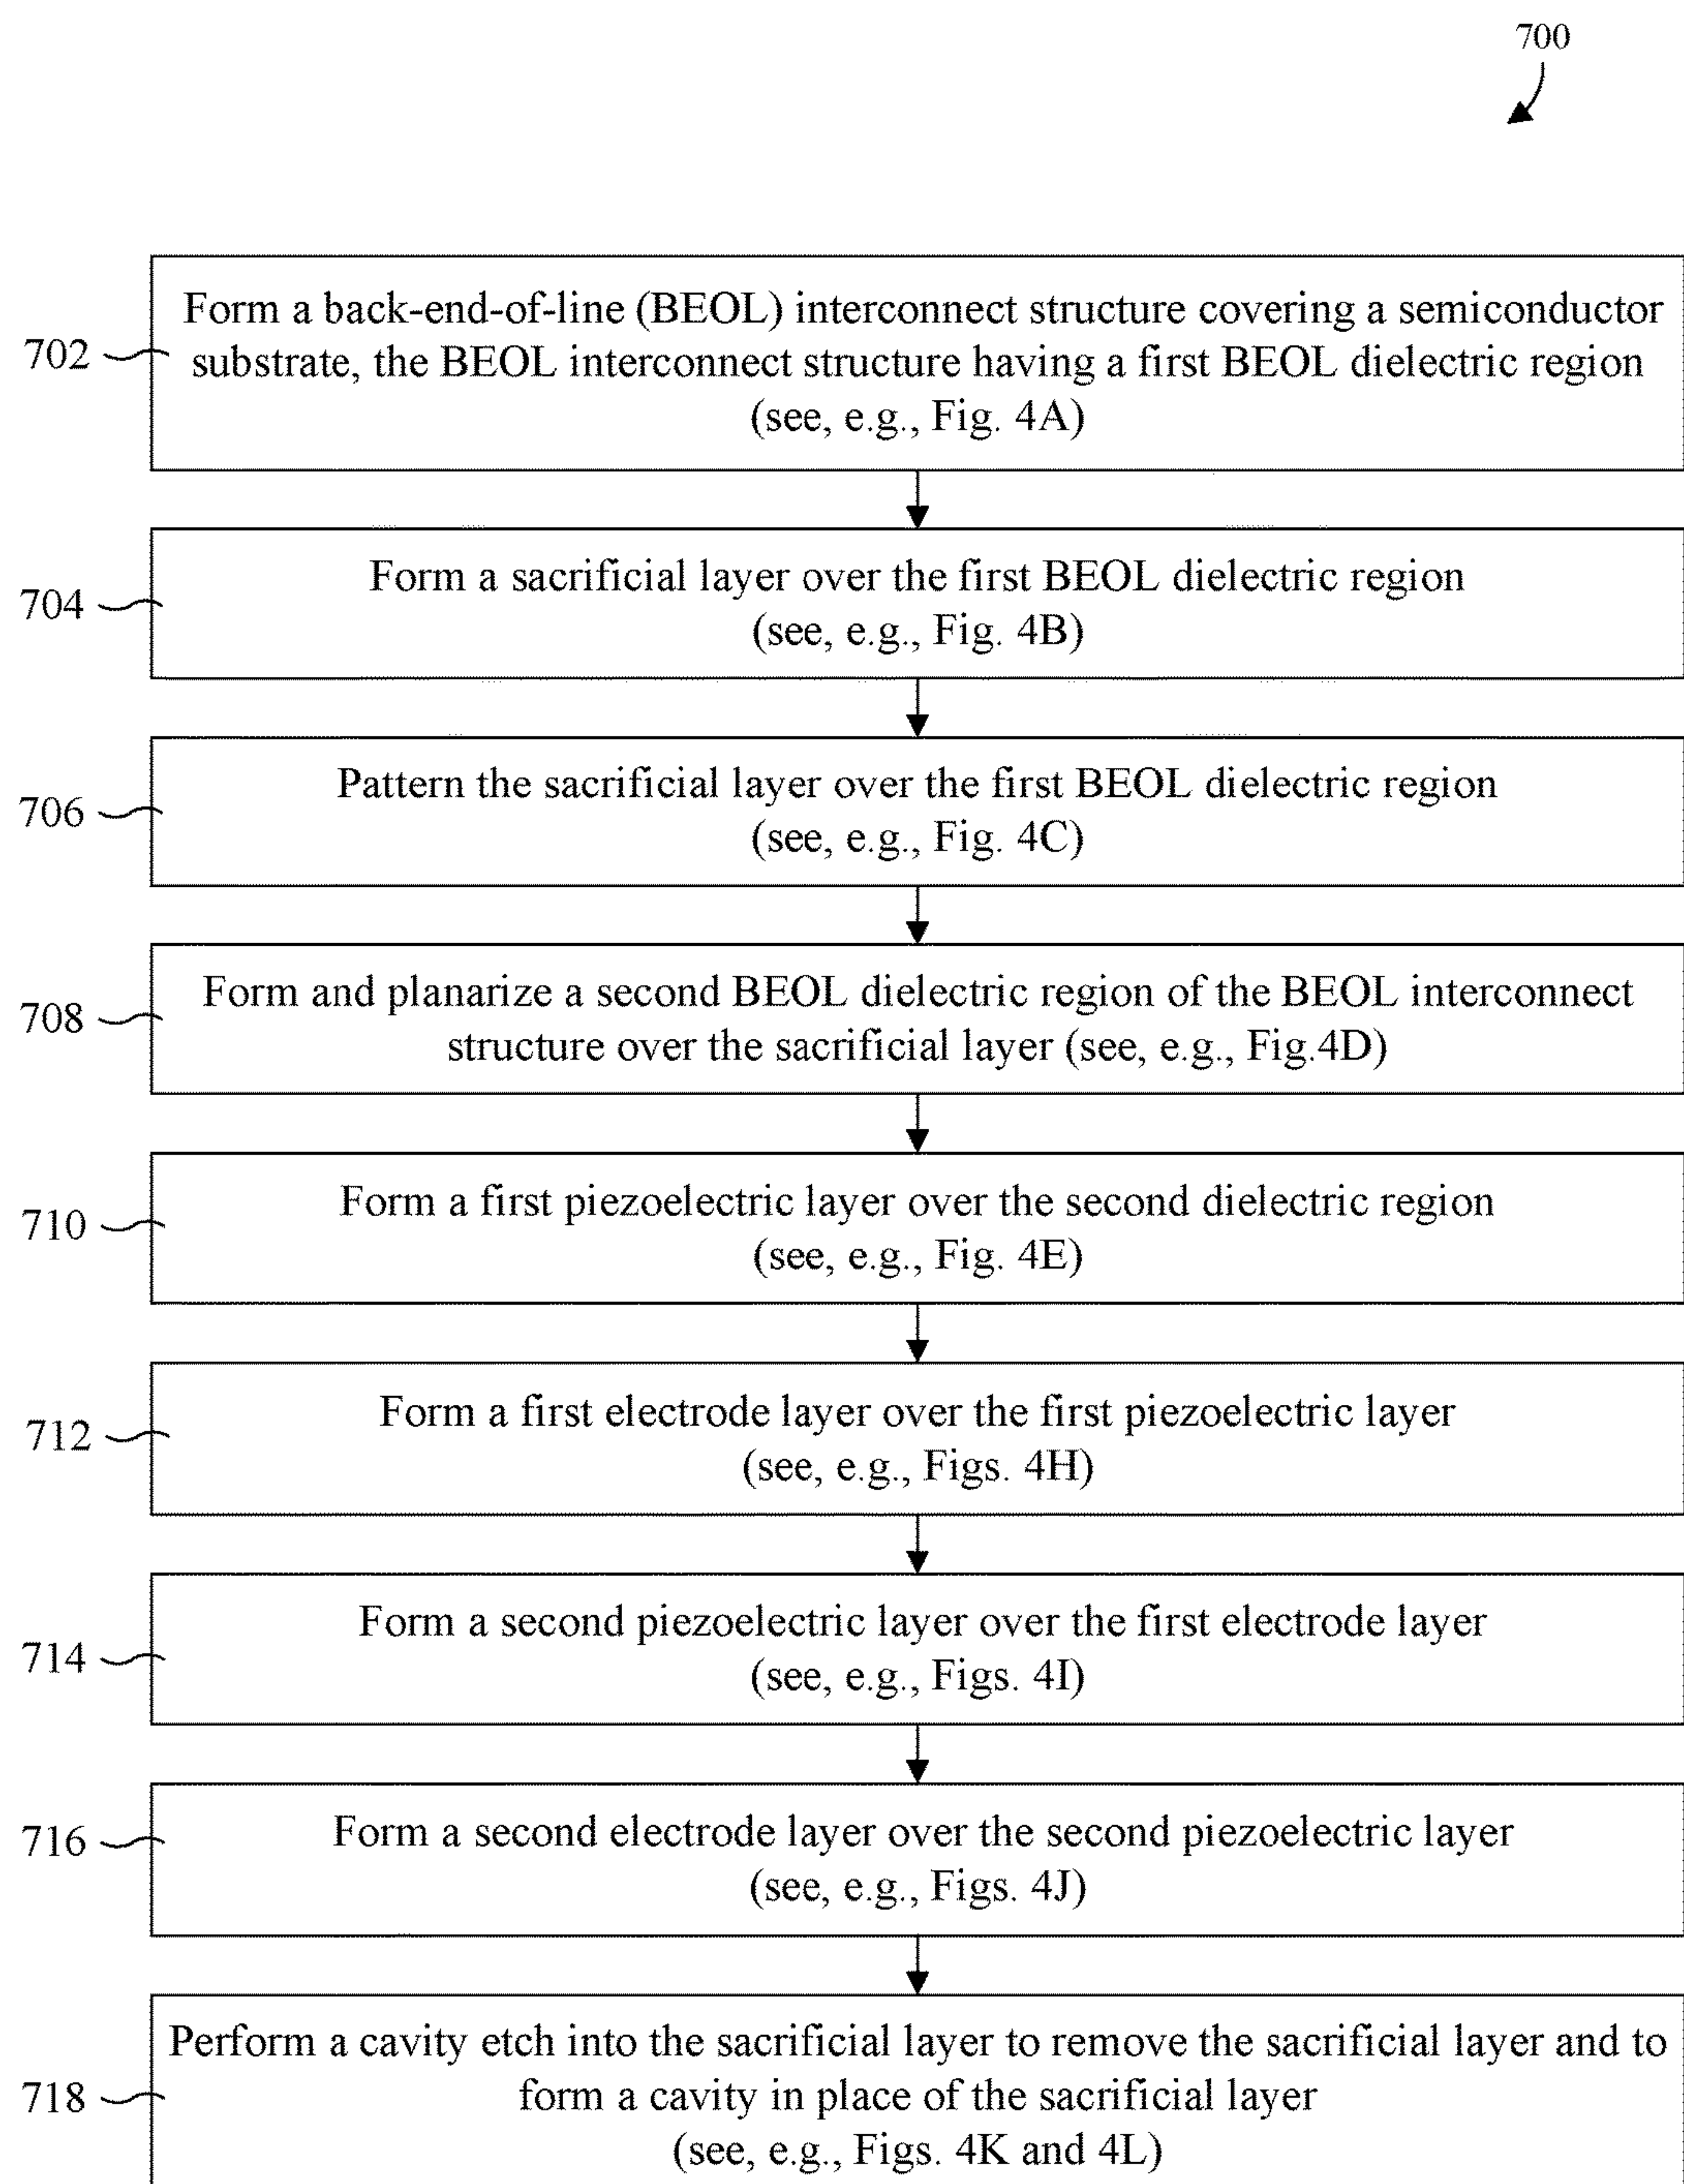 700
Form a back-end-of-line (BEOL) interconnect structure covering a semiconductor
702
substrate, the BEOL interconnect structure having a first BEOL dielectric region
(see, e.g., Fig. 4A)
Form a sacrificial layer over the first BEOL dielectric region
704
(see, e.g., Fig. 4B)
Pattern the sacrificial layer over the first BEOL dielectric region
706
(see, e.g., Fig. 4C)
Form and planarize a second BEOL dielectric region of the BEOL interconnect
708
structure over the sacrificial layer (see, e.g., Fig.4D)
Form a first piezoelectric layer over the second dielectric region
710
(see, e.g., Fig. 4E)
Form a first electrode layer over the first piezoelectric layer
712
(see, e.g., Figs. 4H)
Form a second piezoelectric layer over the first electrode layer
714
(see, e.g., Figs. 4I)
Form a second electrode layer over the second piezoelectric layer
716
(see, e.g., Figs. 4J)
Perform a cavity etch into the sacrificial layer to remove the sacrificial layer and to
718
form a cavity in place of the sacrificial layer
(see, e.g., Figs. 4K and 4L)